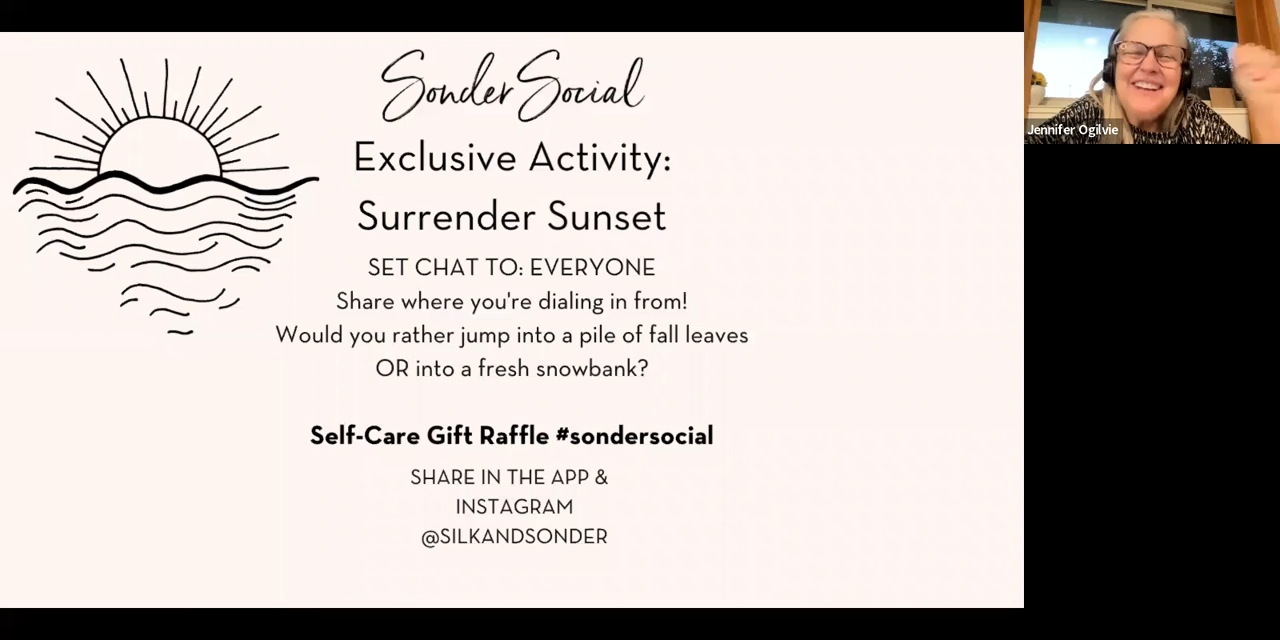 Sonder Social
Exclusive Activity:
Surrender Sunset
SET CHAT TO: EVERYONE
Share where you're dialing in from!
Would you rather jump into a pile of fall leaves
OR into a fresh snowbank?
Self-Care Gift Raffle #sondersocial
SHARE IN THE APP &
INSTAGRAM
@SILKANDSONDER
Jennifer Ogilvie